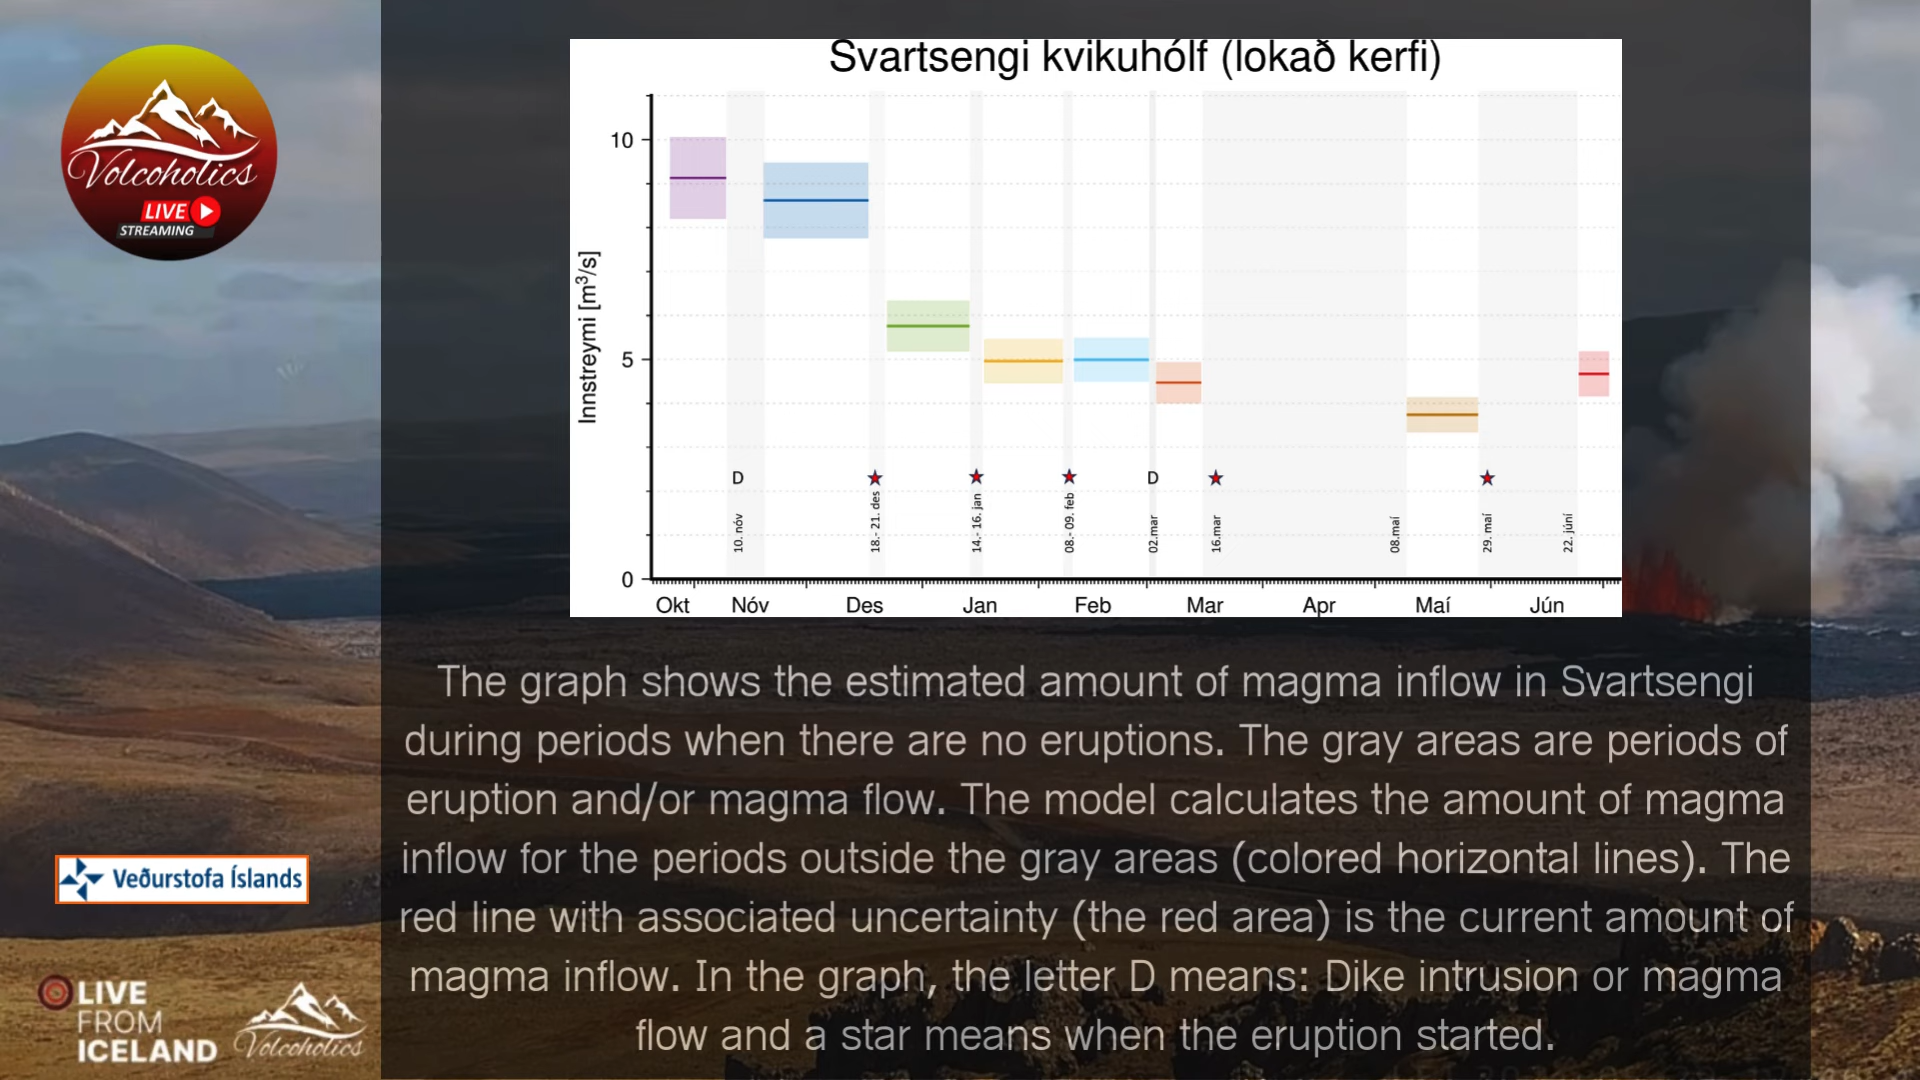 Svartsengi kvikuhólf (lokað kerfi)
Volcoholics
LIVE
STREAMING
Innstreymi [m³/s]
10
5
0
D
D
10. nóv
18.- 21. des
14.- 16. jan
08.- 09. feb
02.mar
16.mar
08.maí
29. maí
22. júní
Okt Nóv Des Jan Feb Mar Apr Maí Jún
The graph shows the estimated amount of magma inflow in Svartsengi
during periods when there are no eruptions. The gray areas are periods of
eruption and/or magma flow. The model calculates the amount of magma
inflow for the periods outside the gray areas (colored horizontal lines). The
red line with associated uncertainty (the red area) is the current amount of
magma inflow. In the graph, the letter D means: Dike intrusion or magma
flow and a star means when the eruption started.
Veðurstofa Íslands
LIVE
FROM
ICELAND
Volcoholics